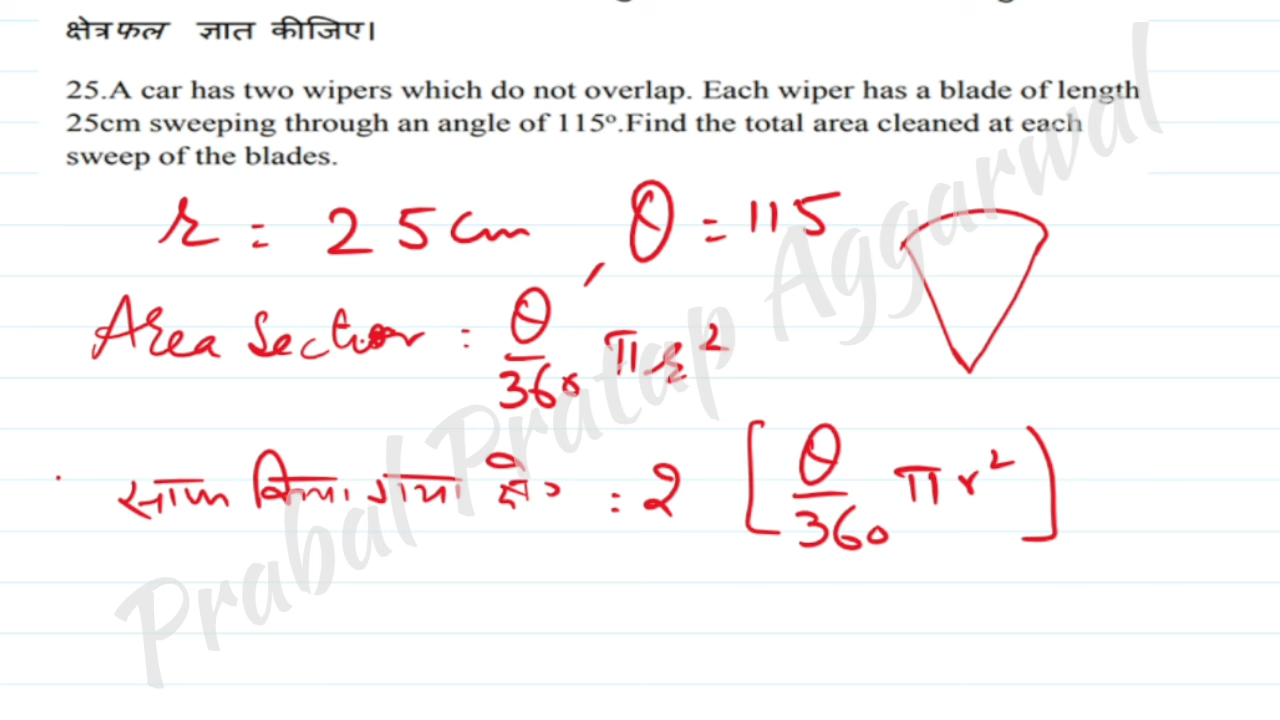 क्षेत्रफल ज्ञात कीजिए।
25.A car has two wipers which do not overlap. Each wiper has a blade of length
25cm sweeping through an angle of 115°.Find the total area cleaned at each
sweep of the blades.
r = 25cm, θ = 115
Area Sector = θ/360 πr²
साफ किया गया क्षे० = 2 [θ/360 πr²]
Prabal Pratap Aggarwal